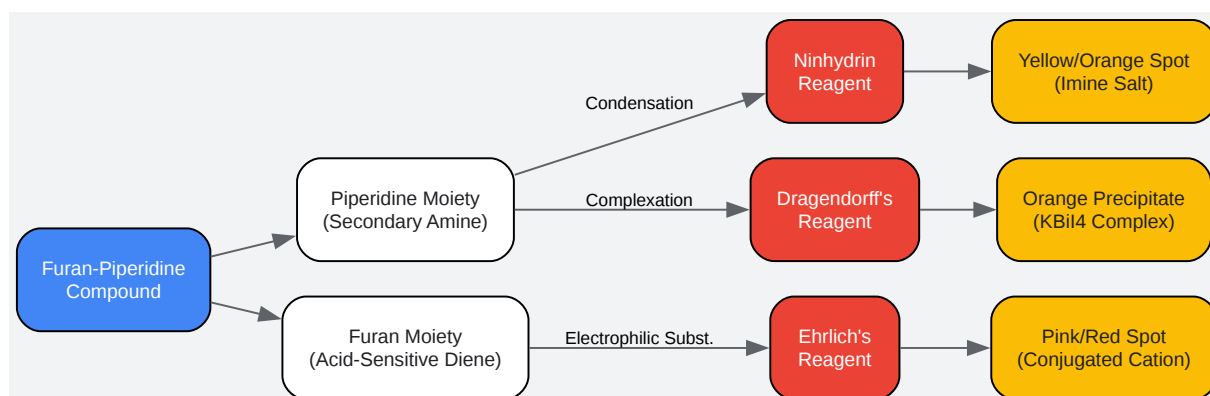 Furan-Piperidine
Compound
Piperidine Moiety
(Secondary Amine)
Furan Moiety
(Acid-Sensitive Diene)
Condensation
Complexation
Electrophilic Subst.
Ninhydrin
Reagent
Dragendorff's
Reagent
Ehrlich's
Reagent
Yellow/Orange Spot
(Imine Salt)
Orange Precipitate
(KBiI4 Complex)
Pink/Red Spot
(Conjugated Cation)